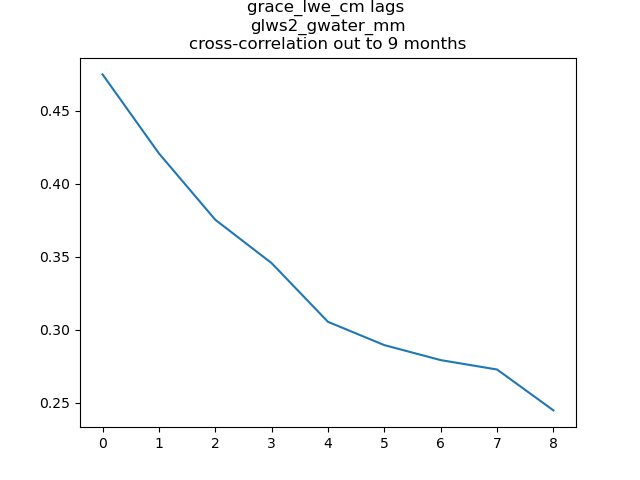 grace_lwe_cm lags
glws2_gwater_mm
cross-correlation out to 9 months
0.45
0.40
0.35
0.30
0.25
0 1 2 3 4 5 6 7 8